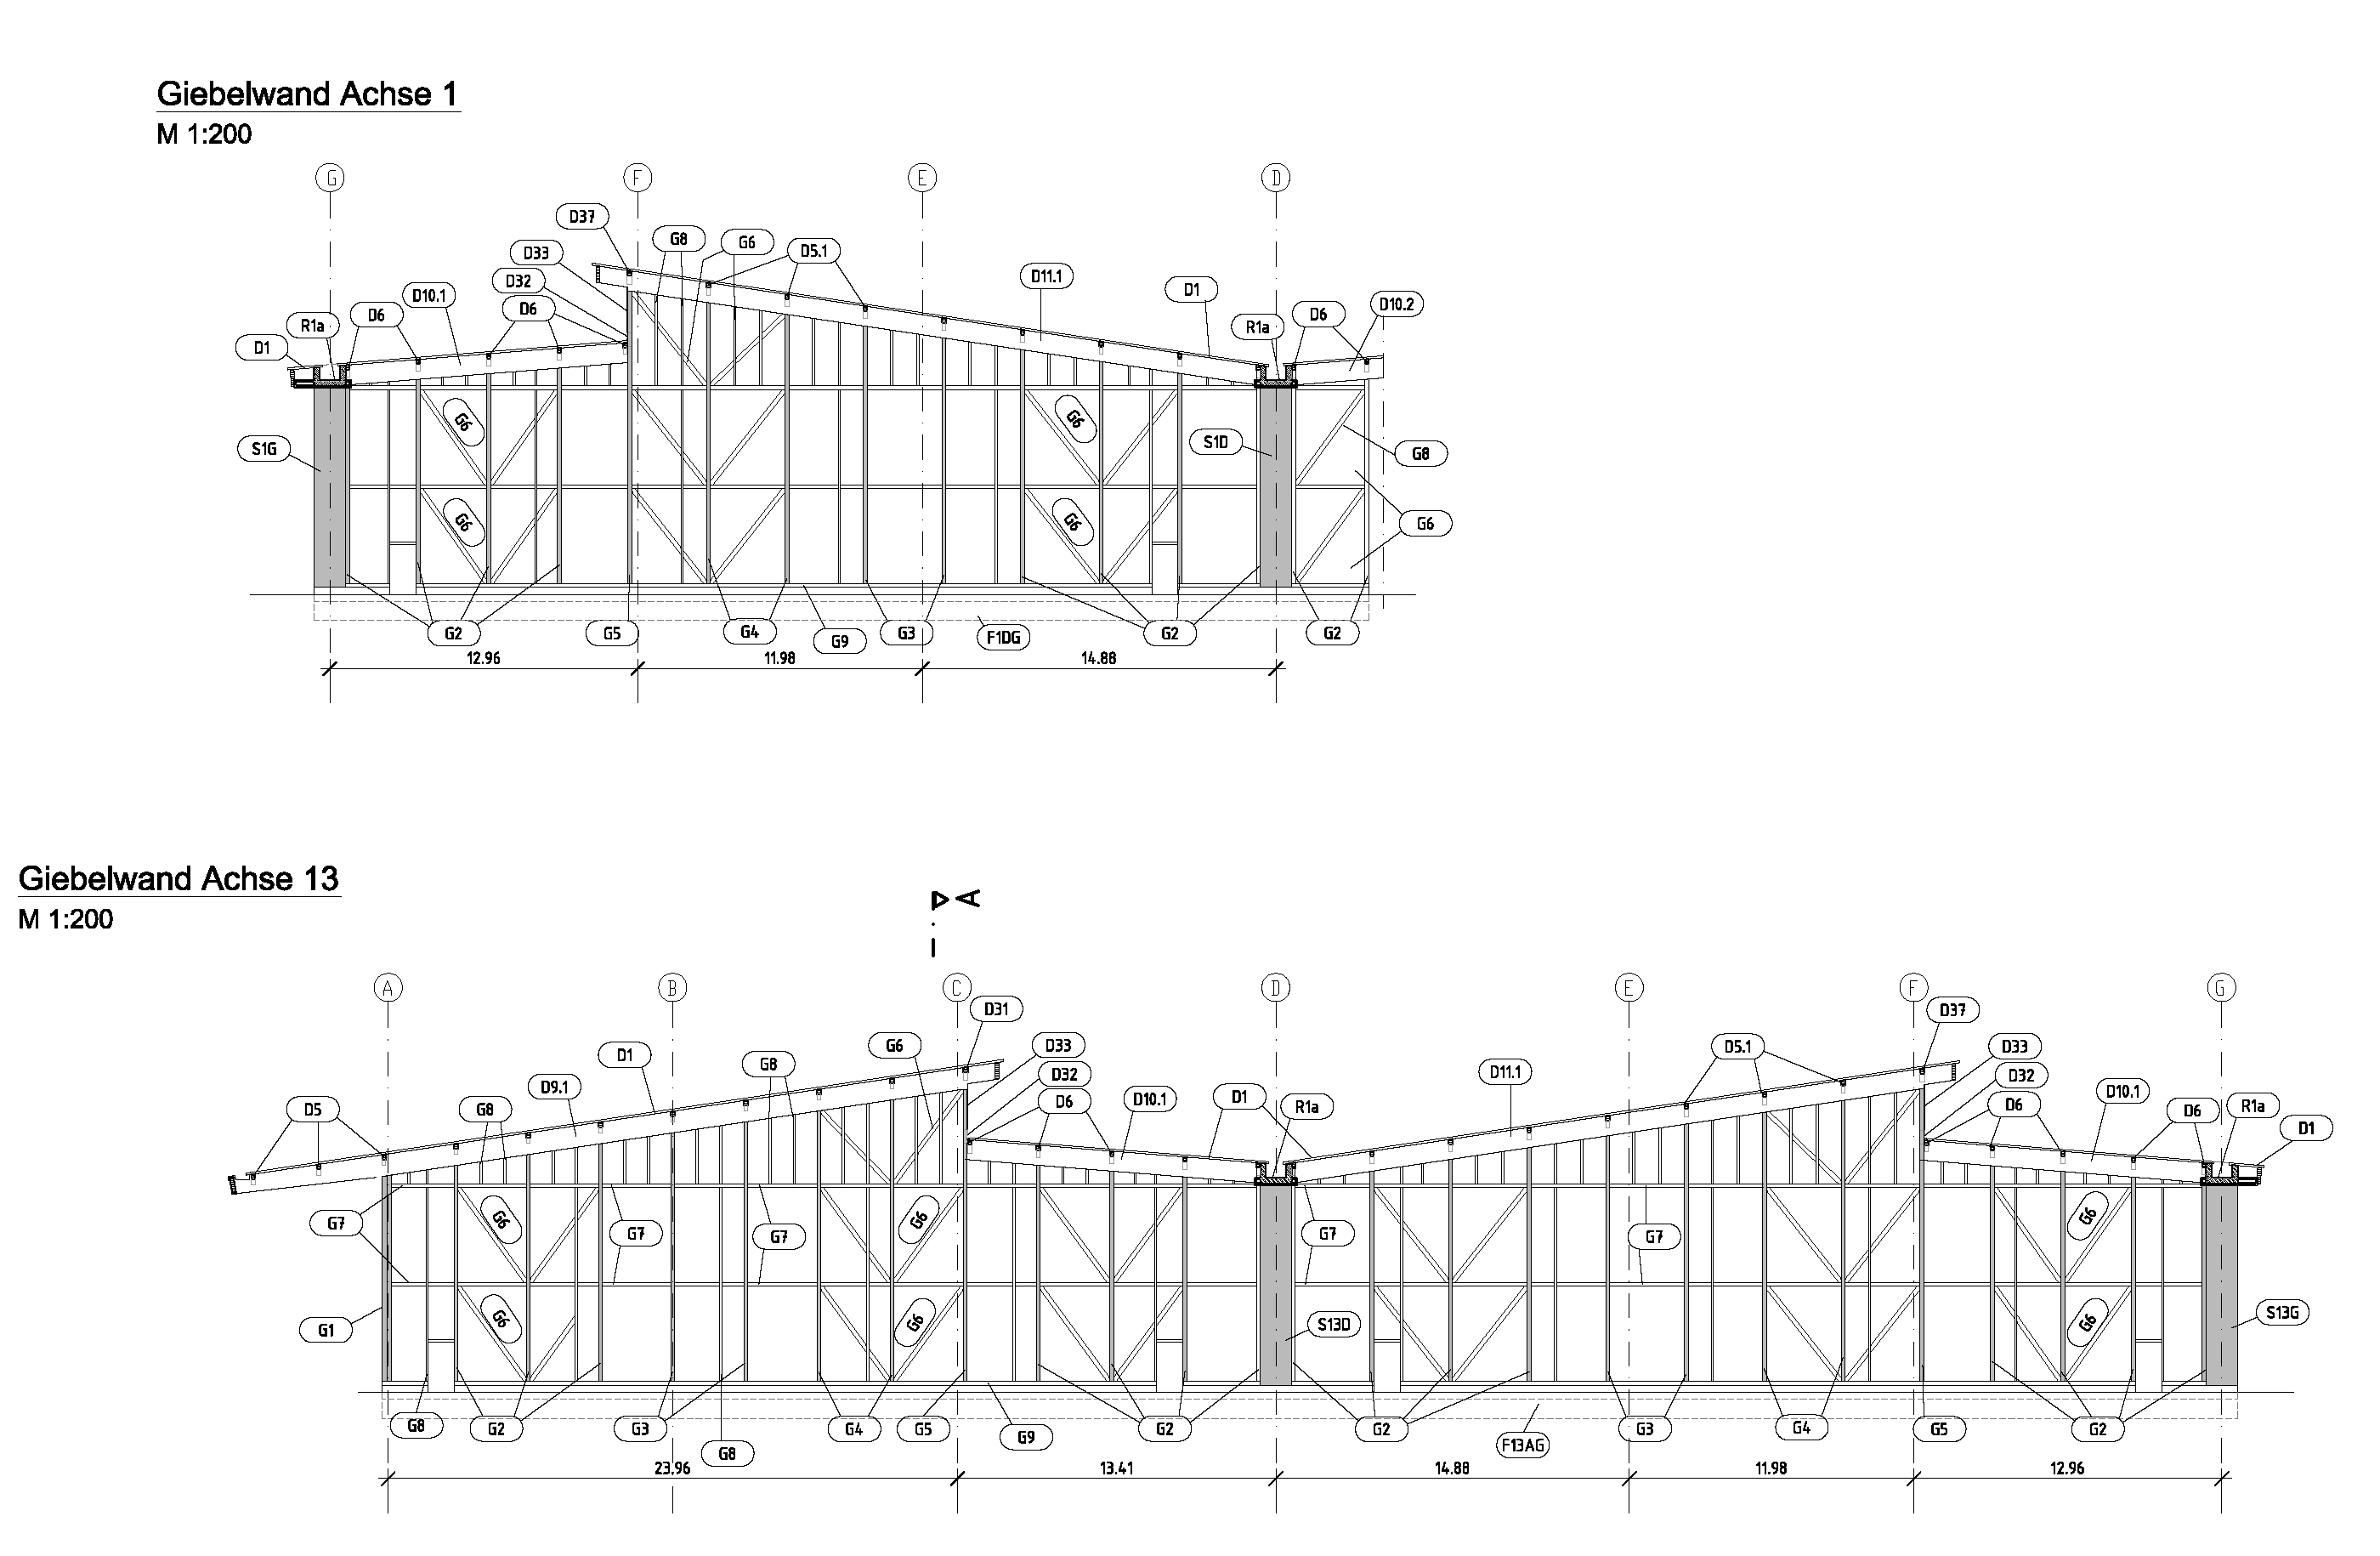 Giebelwand Achse 1
M 1:200
G F E D
D37
G8 G6 D5.1
D33
D32 D10.1 D6 D11.1 D1 D10.2
R1a D6 R1a D6
D1
G6 G6
S1G S1D G8
G6 G6 G6
G2 G5 G4 G9 G3 F1DG G2 G2
12.96 11.98 14.88
Giebelwand Achse 13
M 1:200
A
A B C D E F G
D31 D37
D1 G8 G6 D33 D5.1 D33
D9.1 D32 D11.1 D32
D5 G8 D6 D10.1 D1 R1a D6 D10.1 D6 R1a D1
G7 G6 G7 G7 G6 G7 G7 G6
G1 G6 G6 S13D G6 S13G
G8 G2 G3 G8 G4 G5 G9 G2 G2 F13AG G3 G4 G5 G2
23.96 13.41 14.88 11.98 12.96